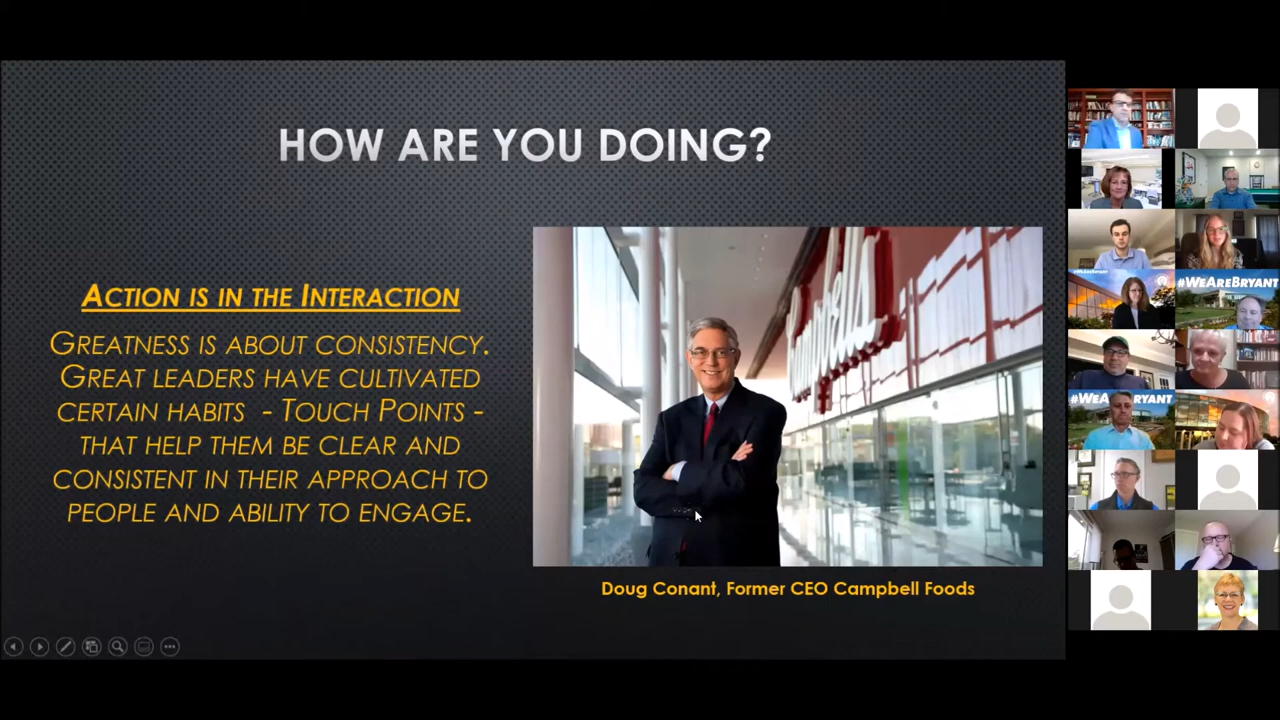 HOW ARE YOU DOING?
ACTION IS IN THE INTERACTION
GREATNESS IS ABOUT CONSISTENCY.
GREAT LEADERS HAVE CULTIVATED
CERTAIN HABITS - TOUCH POINTS -
THAT HELP THEM BE CLEAR AND
CONSISTENT IN THEIR APPROACH TO
PEOPLE AND ABILITY TO ENGAGE.
Campbell's
Doug Conant, Former CEO Campbell Foods
#WEAREBRYANT